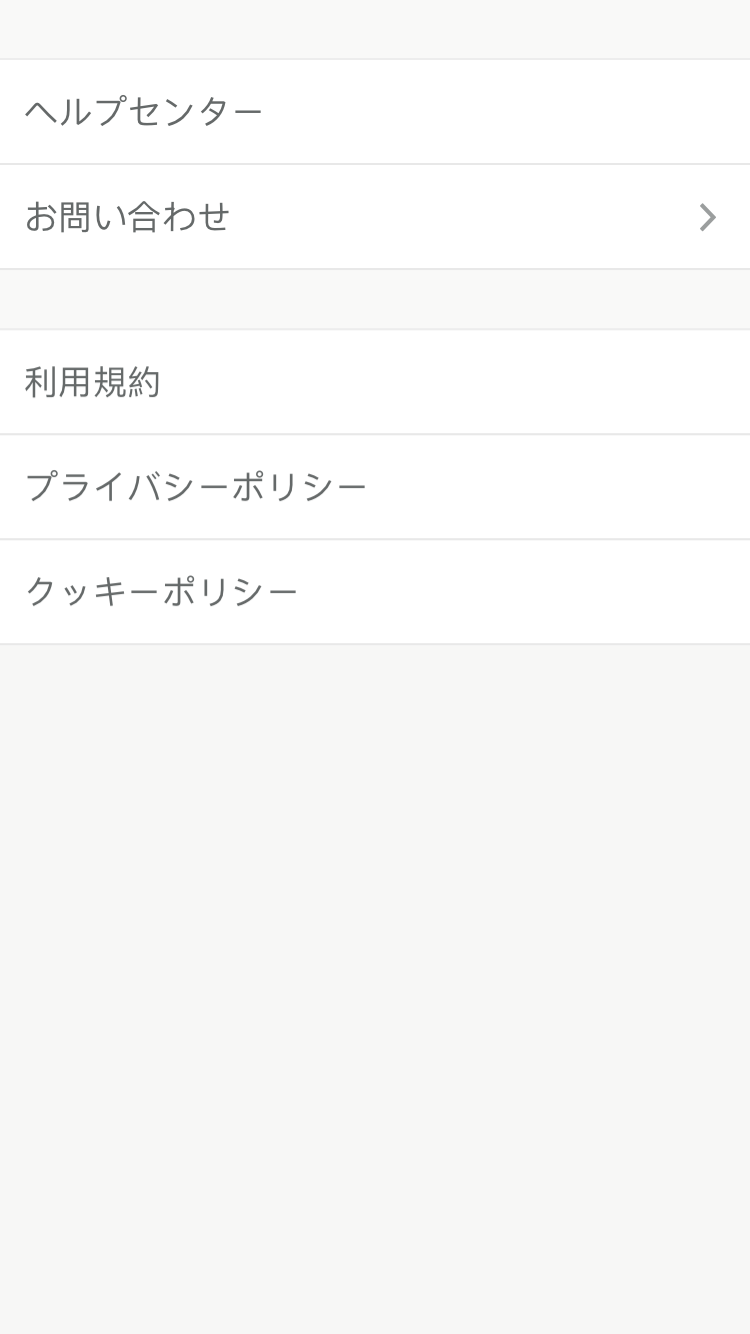 ヘルプセンター
お問い合わせ
利用規約
プライバシーポリシー
クッキーポリシー